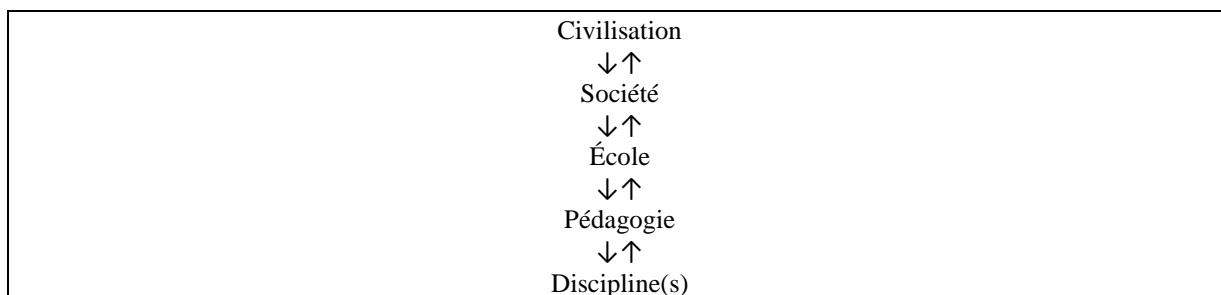 Civilisation
↓↑
Société
↓↑
École
↓↑
Pédagogie
↓↑
Discipline(s)